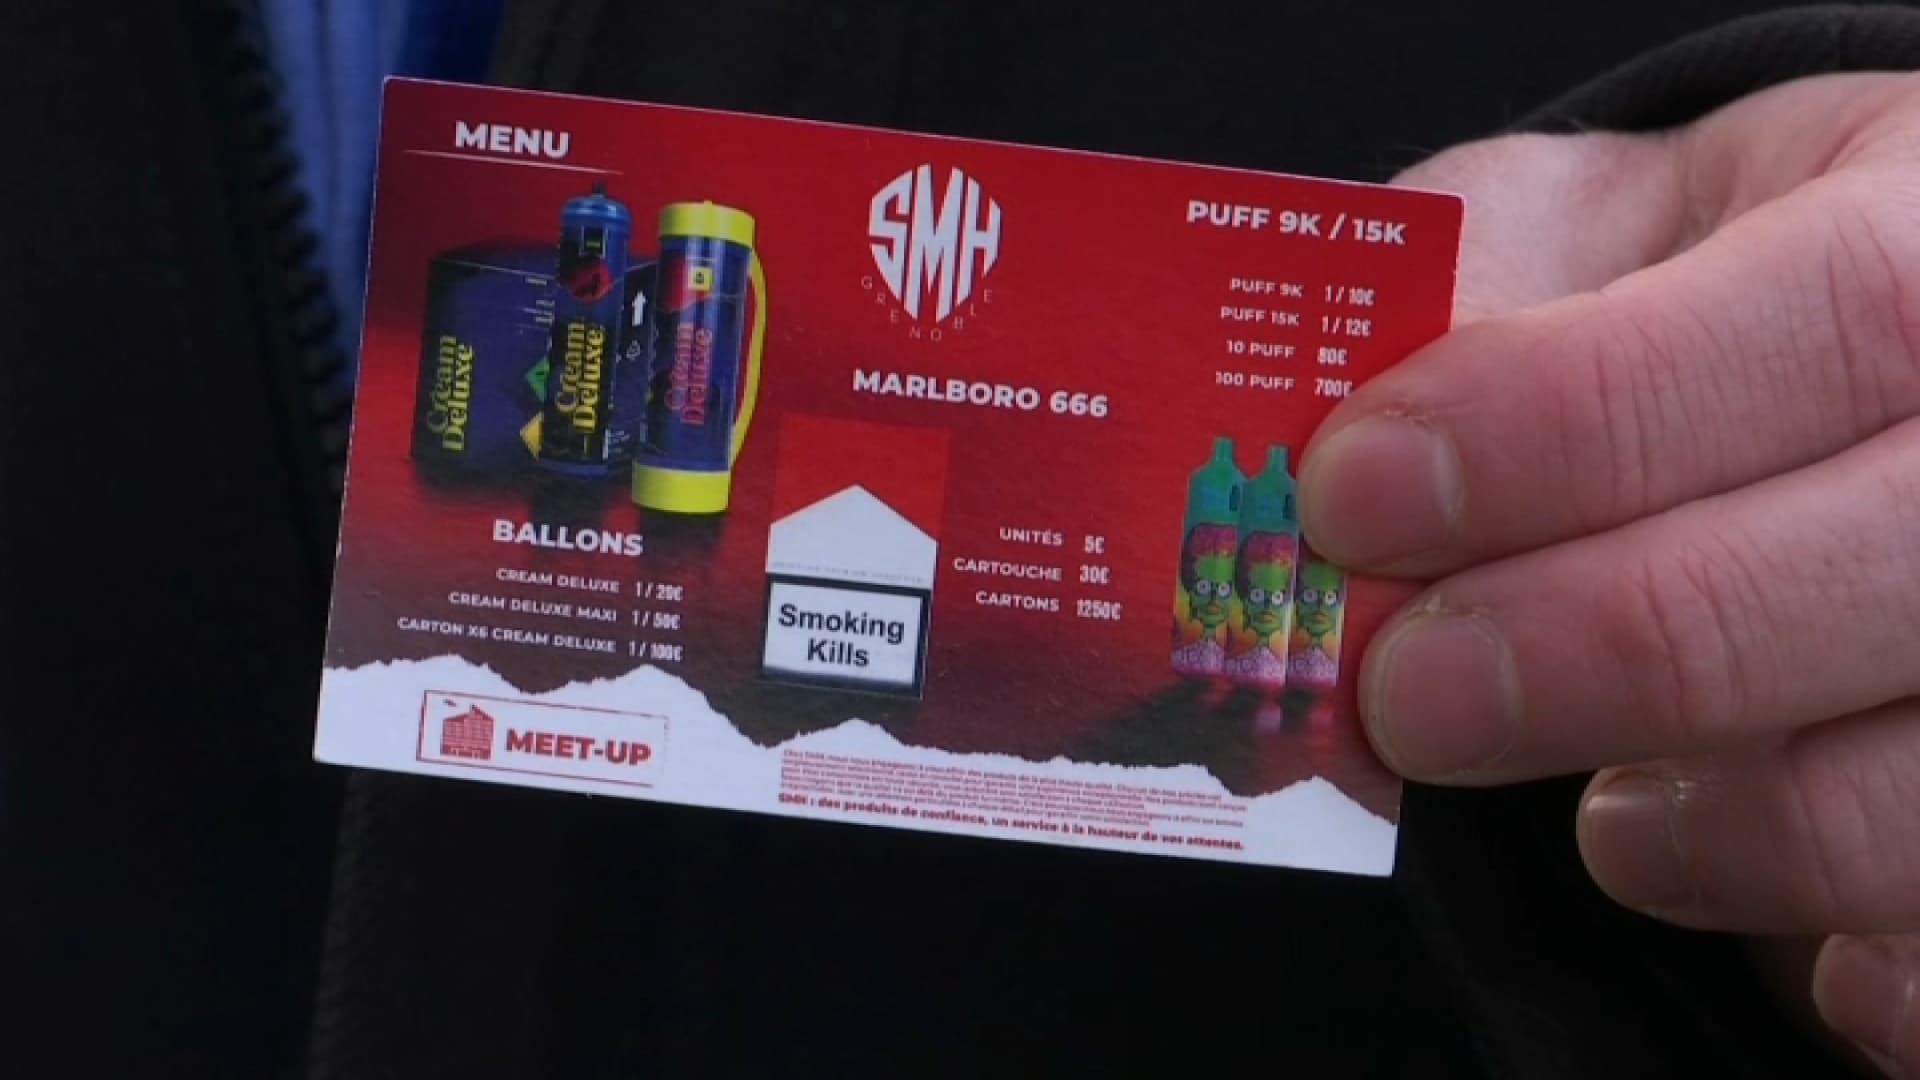 MENU
SMH
GRENOBLE
PUFF 9K / 15K
PUFF 9K 1 / 10€
PUFF 15K 1 / 12€
10 PUFF 80€
100 PUFF 700€
Cream
Deluxe
Cream
Deluxe
Cream
Deluxe
MARLBORO 666
BALLONS
CREAM DELUXE 1 / 20€
CREAM DELUXE MAXI 1 / 50€
CARTON X6 CREAM DELUXE 1 / 100€
Smoking
Kills
UNITÉS 5€
CARTOUCHE 30€
CARTONS 1250€
MEET-UP
SMH : des produits de confiance, un service à la hauteur de vos attentes.